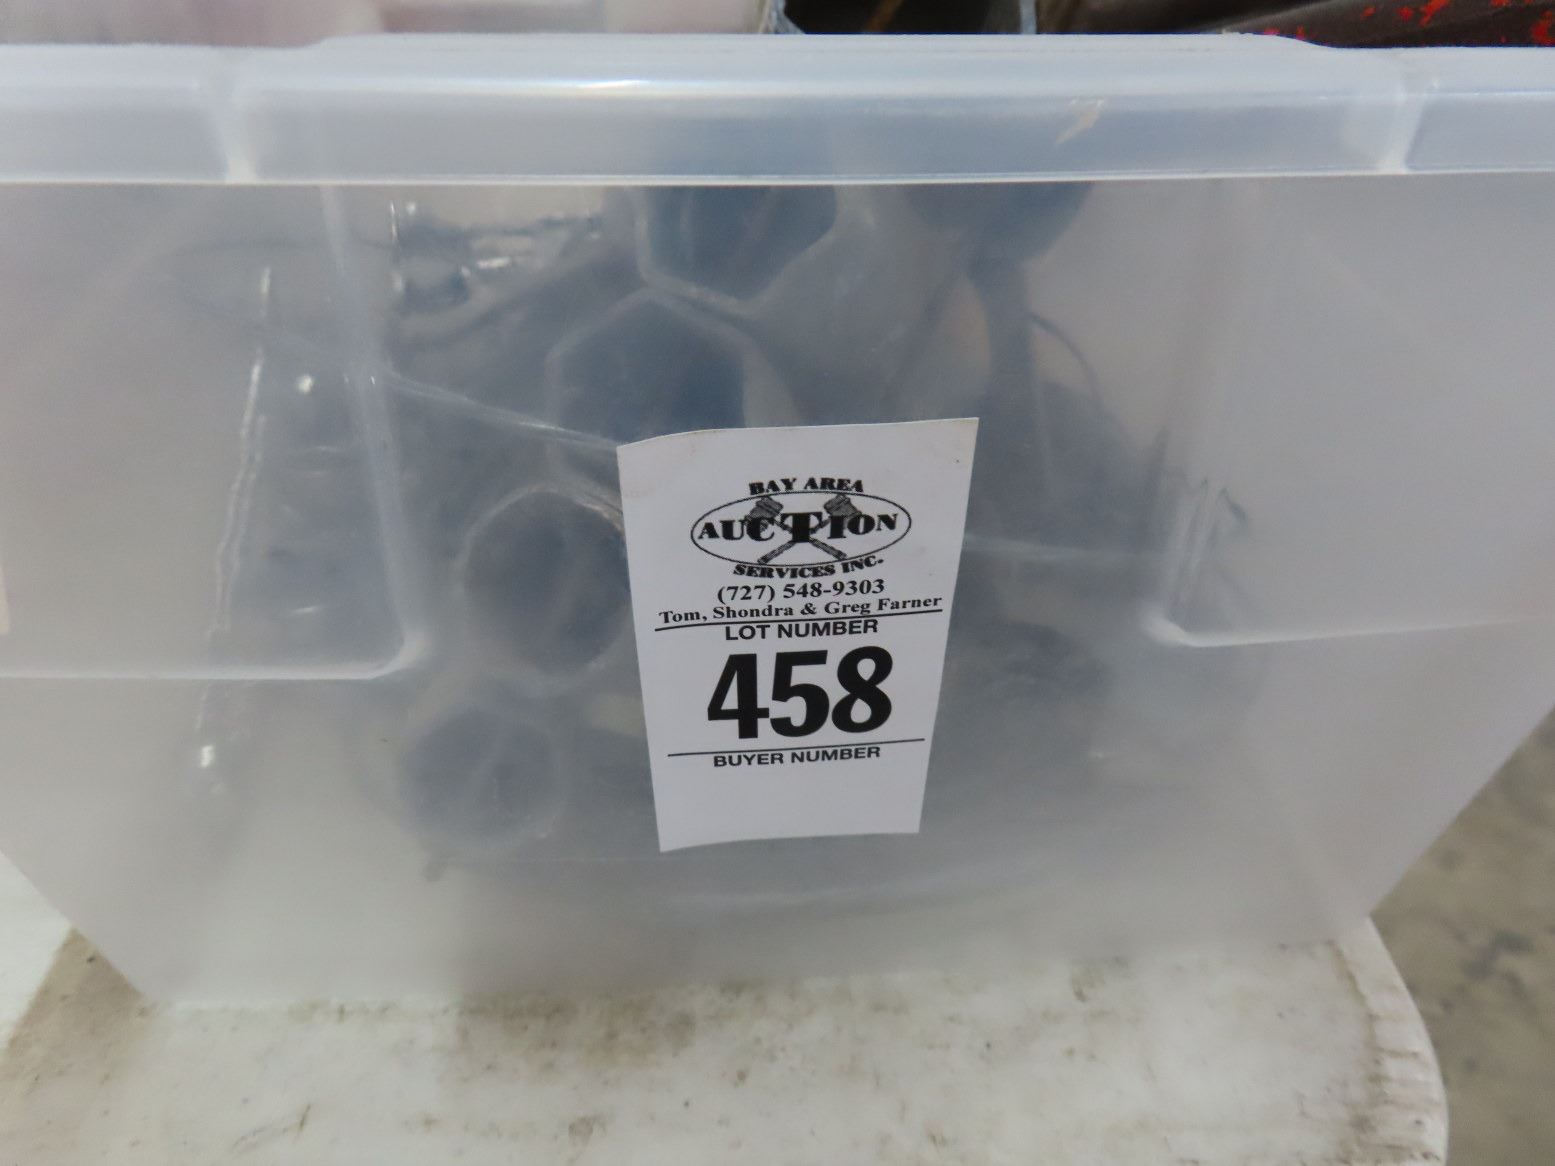 BAY AREA
AUCTION
SERVICES INC.
(727) 548-9303
Tom, Shondra & Greg Farner
LOT NUMBER
458
BUYER NUMBER